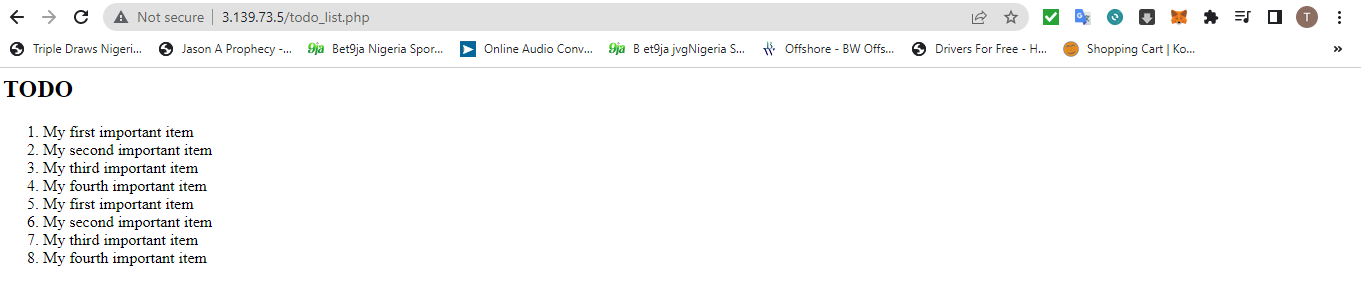 Not secure | 3.139.73.5/todo_list.php T
Triple Draws Nigeri... Jason A Prophecy -... 9ja Bet9ja Nigeria Spor... Online Audio Conv... 9ja B et9ja jvgNigeria S... Offshore - BW Offs... Drivers For Free - H... Shopping Cart | Ko... »
TODO
1. My first important item
2. My second important item
3. My third important item
4. My fourth important item
5. My first important item
6. My second important item
7. My third important item
8. My fourth important item